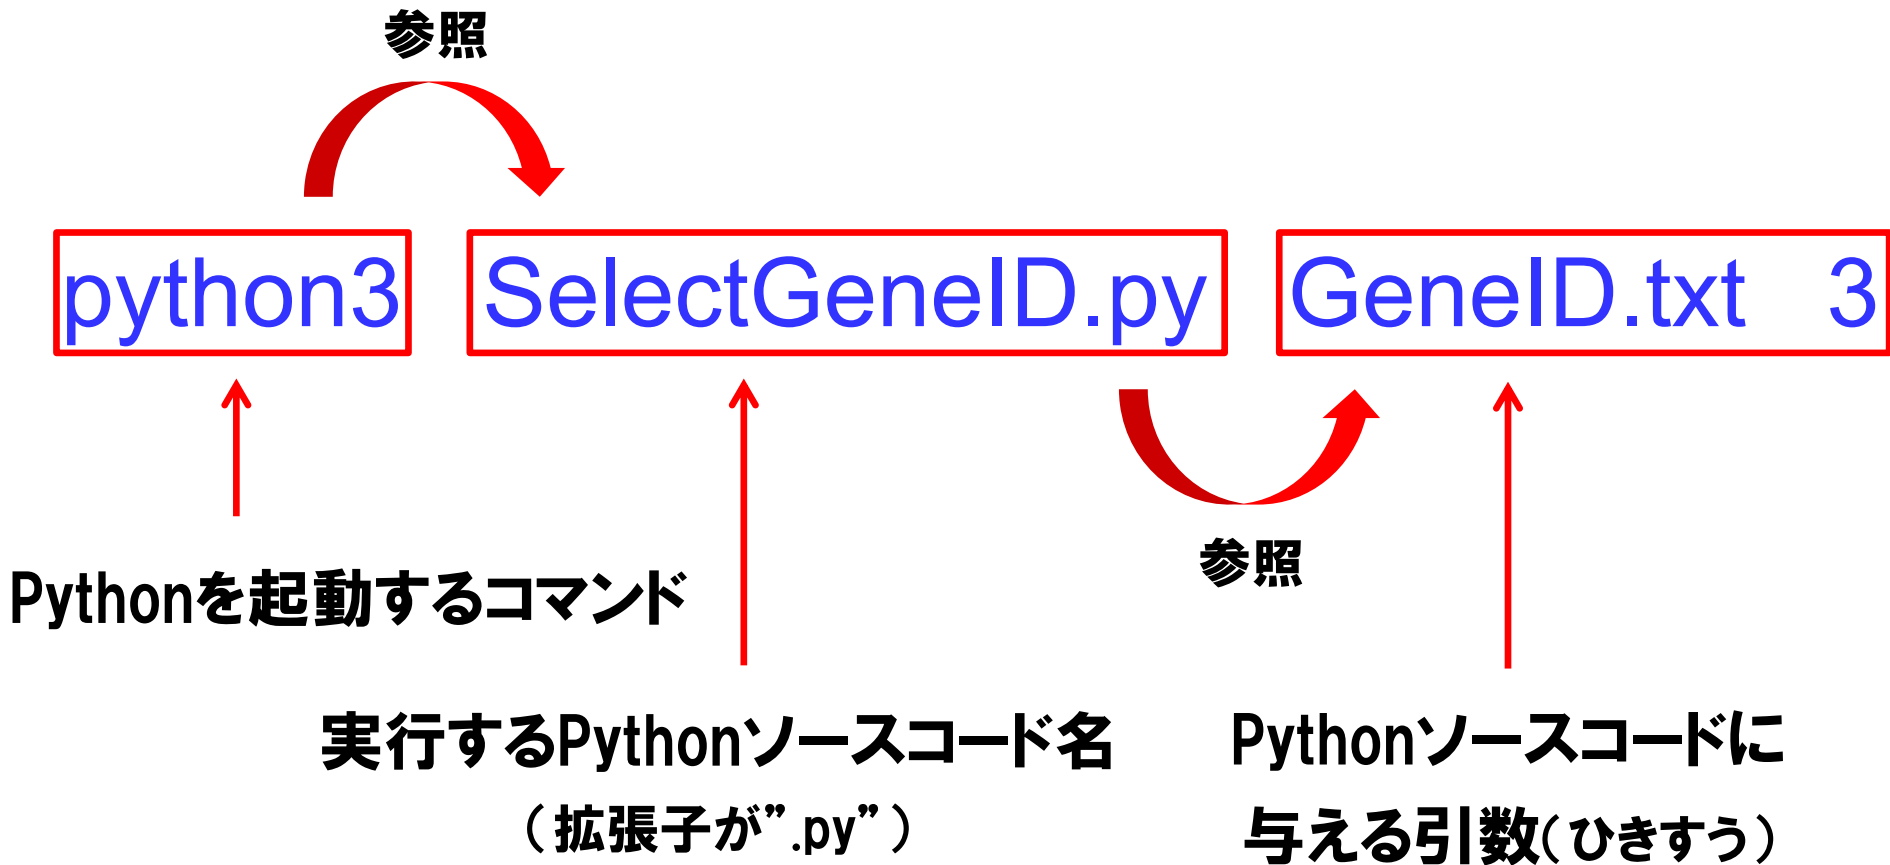 参照
python3 SelectGeneID.py GeneID.txt 3
参照
Pythonを起動するコマンド
実行するPythonソースコード名
（拡張子が”.py”）
Pythonソースコードに
与える引数(ひきすう)